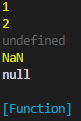 1
2
undefined
NaN
null
[Function]